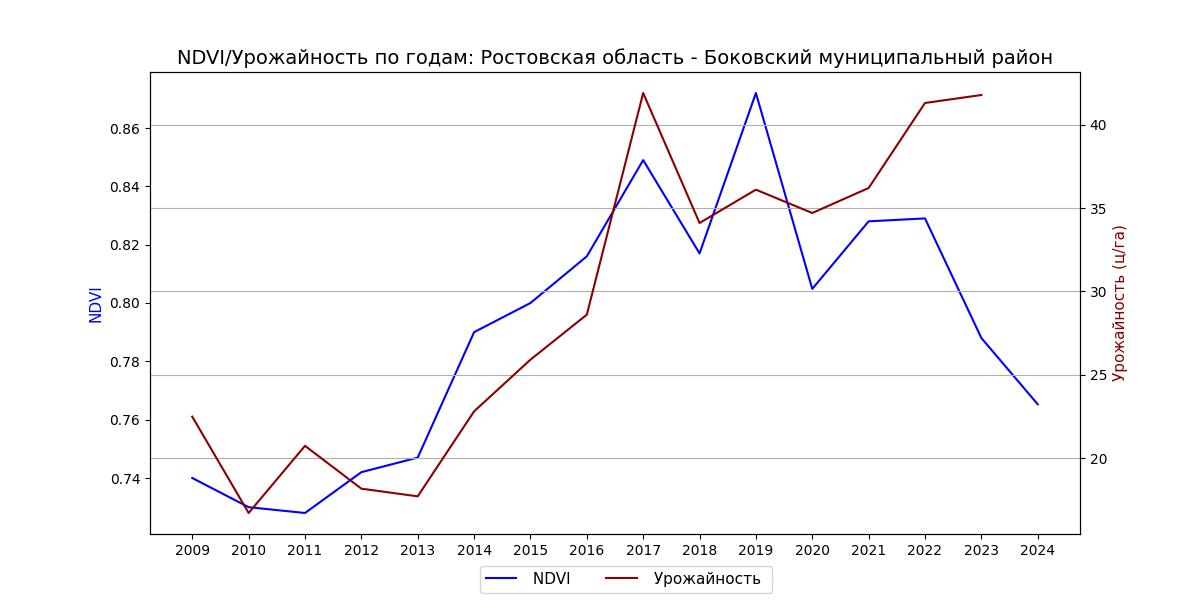 NDVI/Урожайность по годам: Ростовская область - Боковский муниципальный район
0.86
0.84
0.82
0.80
0.78
0.76
0.74
NDVI
40
35
30
25
20
Урожайность (ц/га)
2009 2010 2011 2012 2013 2014 2015 2016 2017 2018 2019 2020 2021 2022 2023 2024
NDVI Урожайность